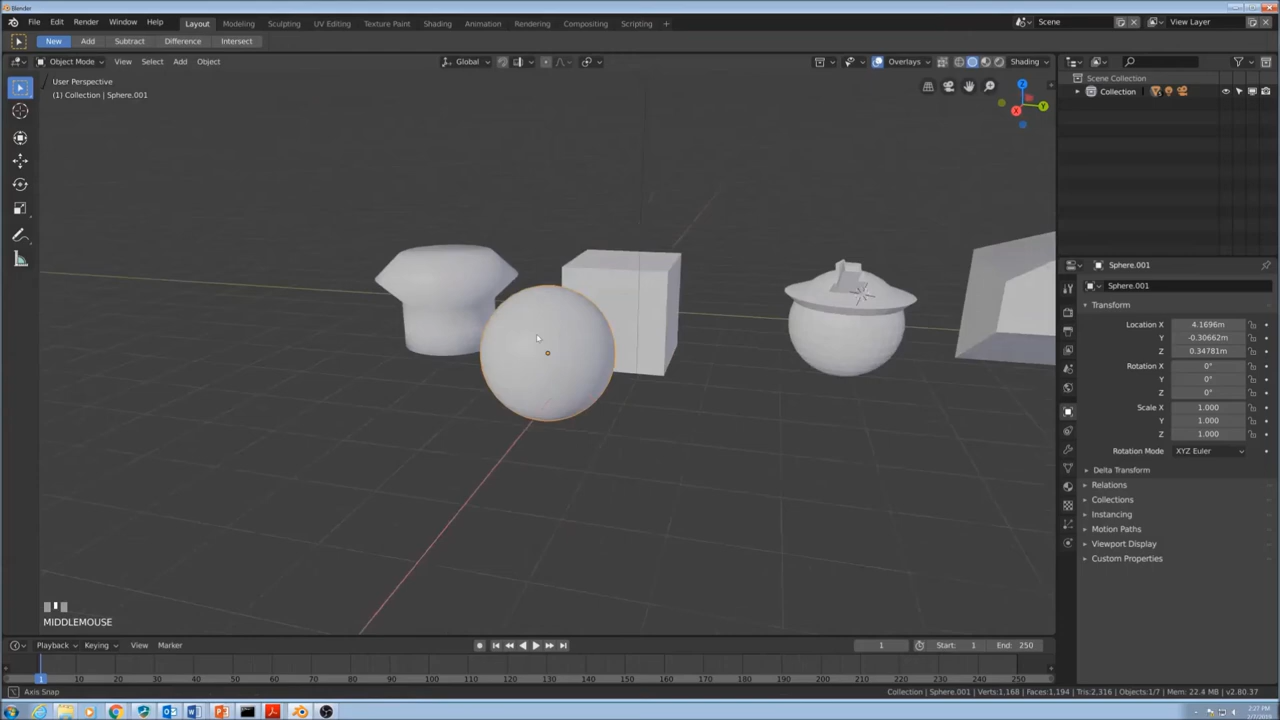 Blender
File Edit Render Window Help Layout Modeling Sculpting UV Editing Texture Paint Shading Animation Rendering Compositing Scripting + Scene View Layer
New Add Subtract Difference Intersect
Object Mode View Select Add Object Global Overlays Shading
User Perspective
(1) Collection | Sphere.001
Scene Collection
Collection
Z
Y
X
Sphere.001
Sphere.001
Transform
Location X 4.1696m
Y -0.30662m
Z 0.34781m
Rotation X 0°
Y 0°
Z 0°
Scale X 1.000
Y 1.000
Z 1.000
Rotation Mode XYZ Euler
Delta Transform
Relations
Collections
Instancing
Motion Paths
Viewport Display
Custom Properties
MIDDLEMOUSE
Playback Keying View Marker 1 Start: 1 End: 250
1 10 20 30 40 50 60 70 80 90 100 110 120 130 140 150 160 170 180 190 200 210 220 230 240 250
Axis Snap Collection | Sphere.001 | Verts:1,168 | Faces:1,194 | Tris:2,316 | Objects:1/7 | Mem: 22.4 MB | v2.80.37
2:27 PM